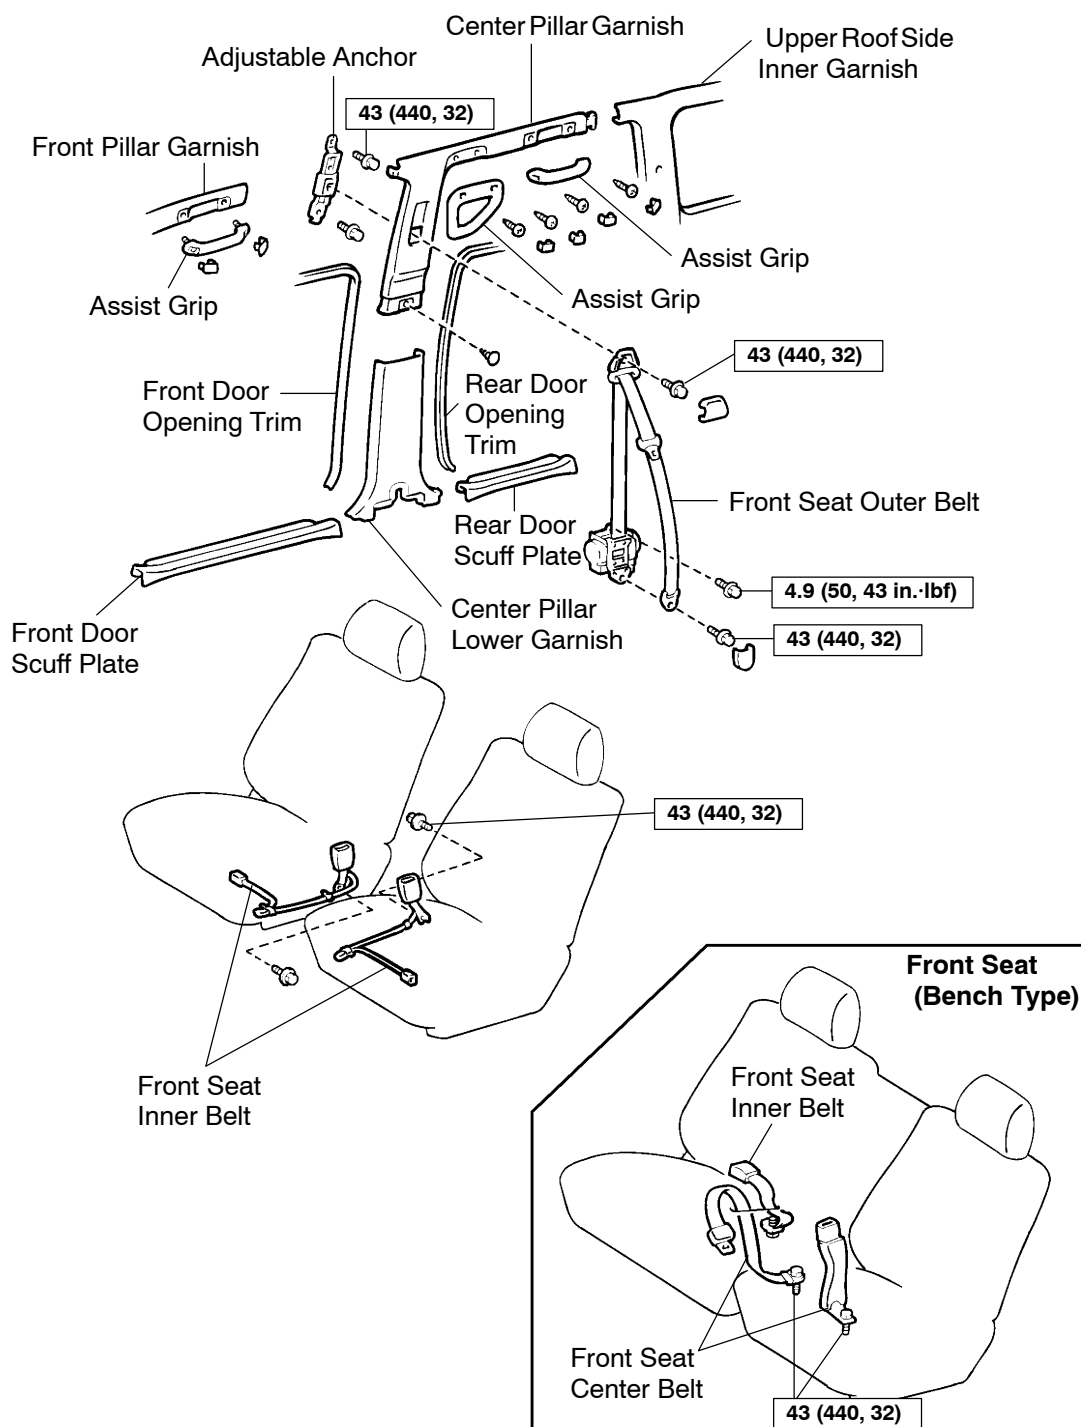 Center Pillar Garnish
Upper Roof Side
Inner Garnish
Adjustable Anchor
43 (440, 32)
Front Pillar Garnish
Assist Grip
Assist Grip
Assist Grip
43 (440, 32)
Front Door
Opening Trim
Rear Door
Opening
Trim
Front Seat Outer Belt
Rear Door
Scuff Plate
4.9 (50, 43 in.·lbf)
43 (440, 32)
Center Pillar
Lower Garnish
Front Door
Scuff Plate
43 (440, 32)
Front Seat
Inner Belt
Front Seat
(Bench Type)
Front Seat
Inner Belt
Front Seat
Center Belt
43 (440, 32)